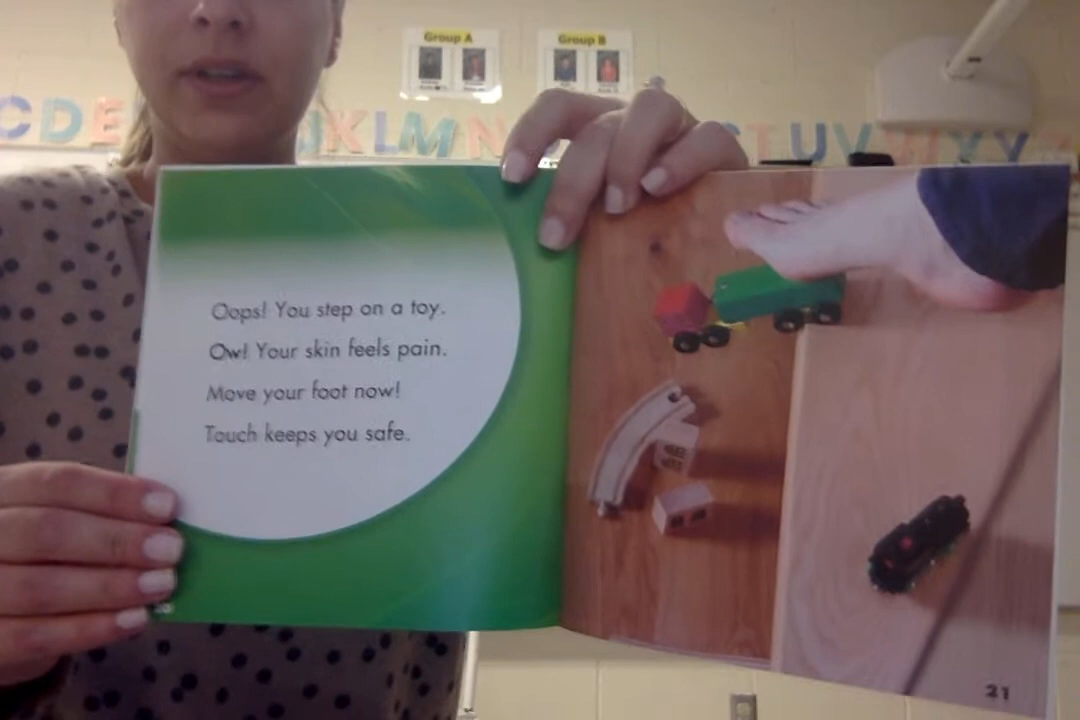 Group A
Group B
C D E
K L M N
T U V X Y
Oops! You step on a toy.
Ow! Your skin feels pain.
Move your foot now!
Touch keeps you safe.
21